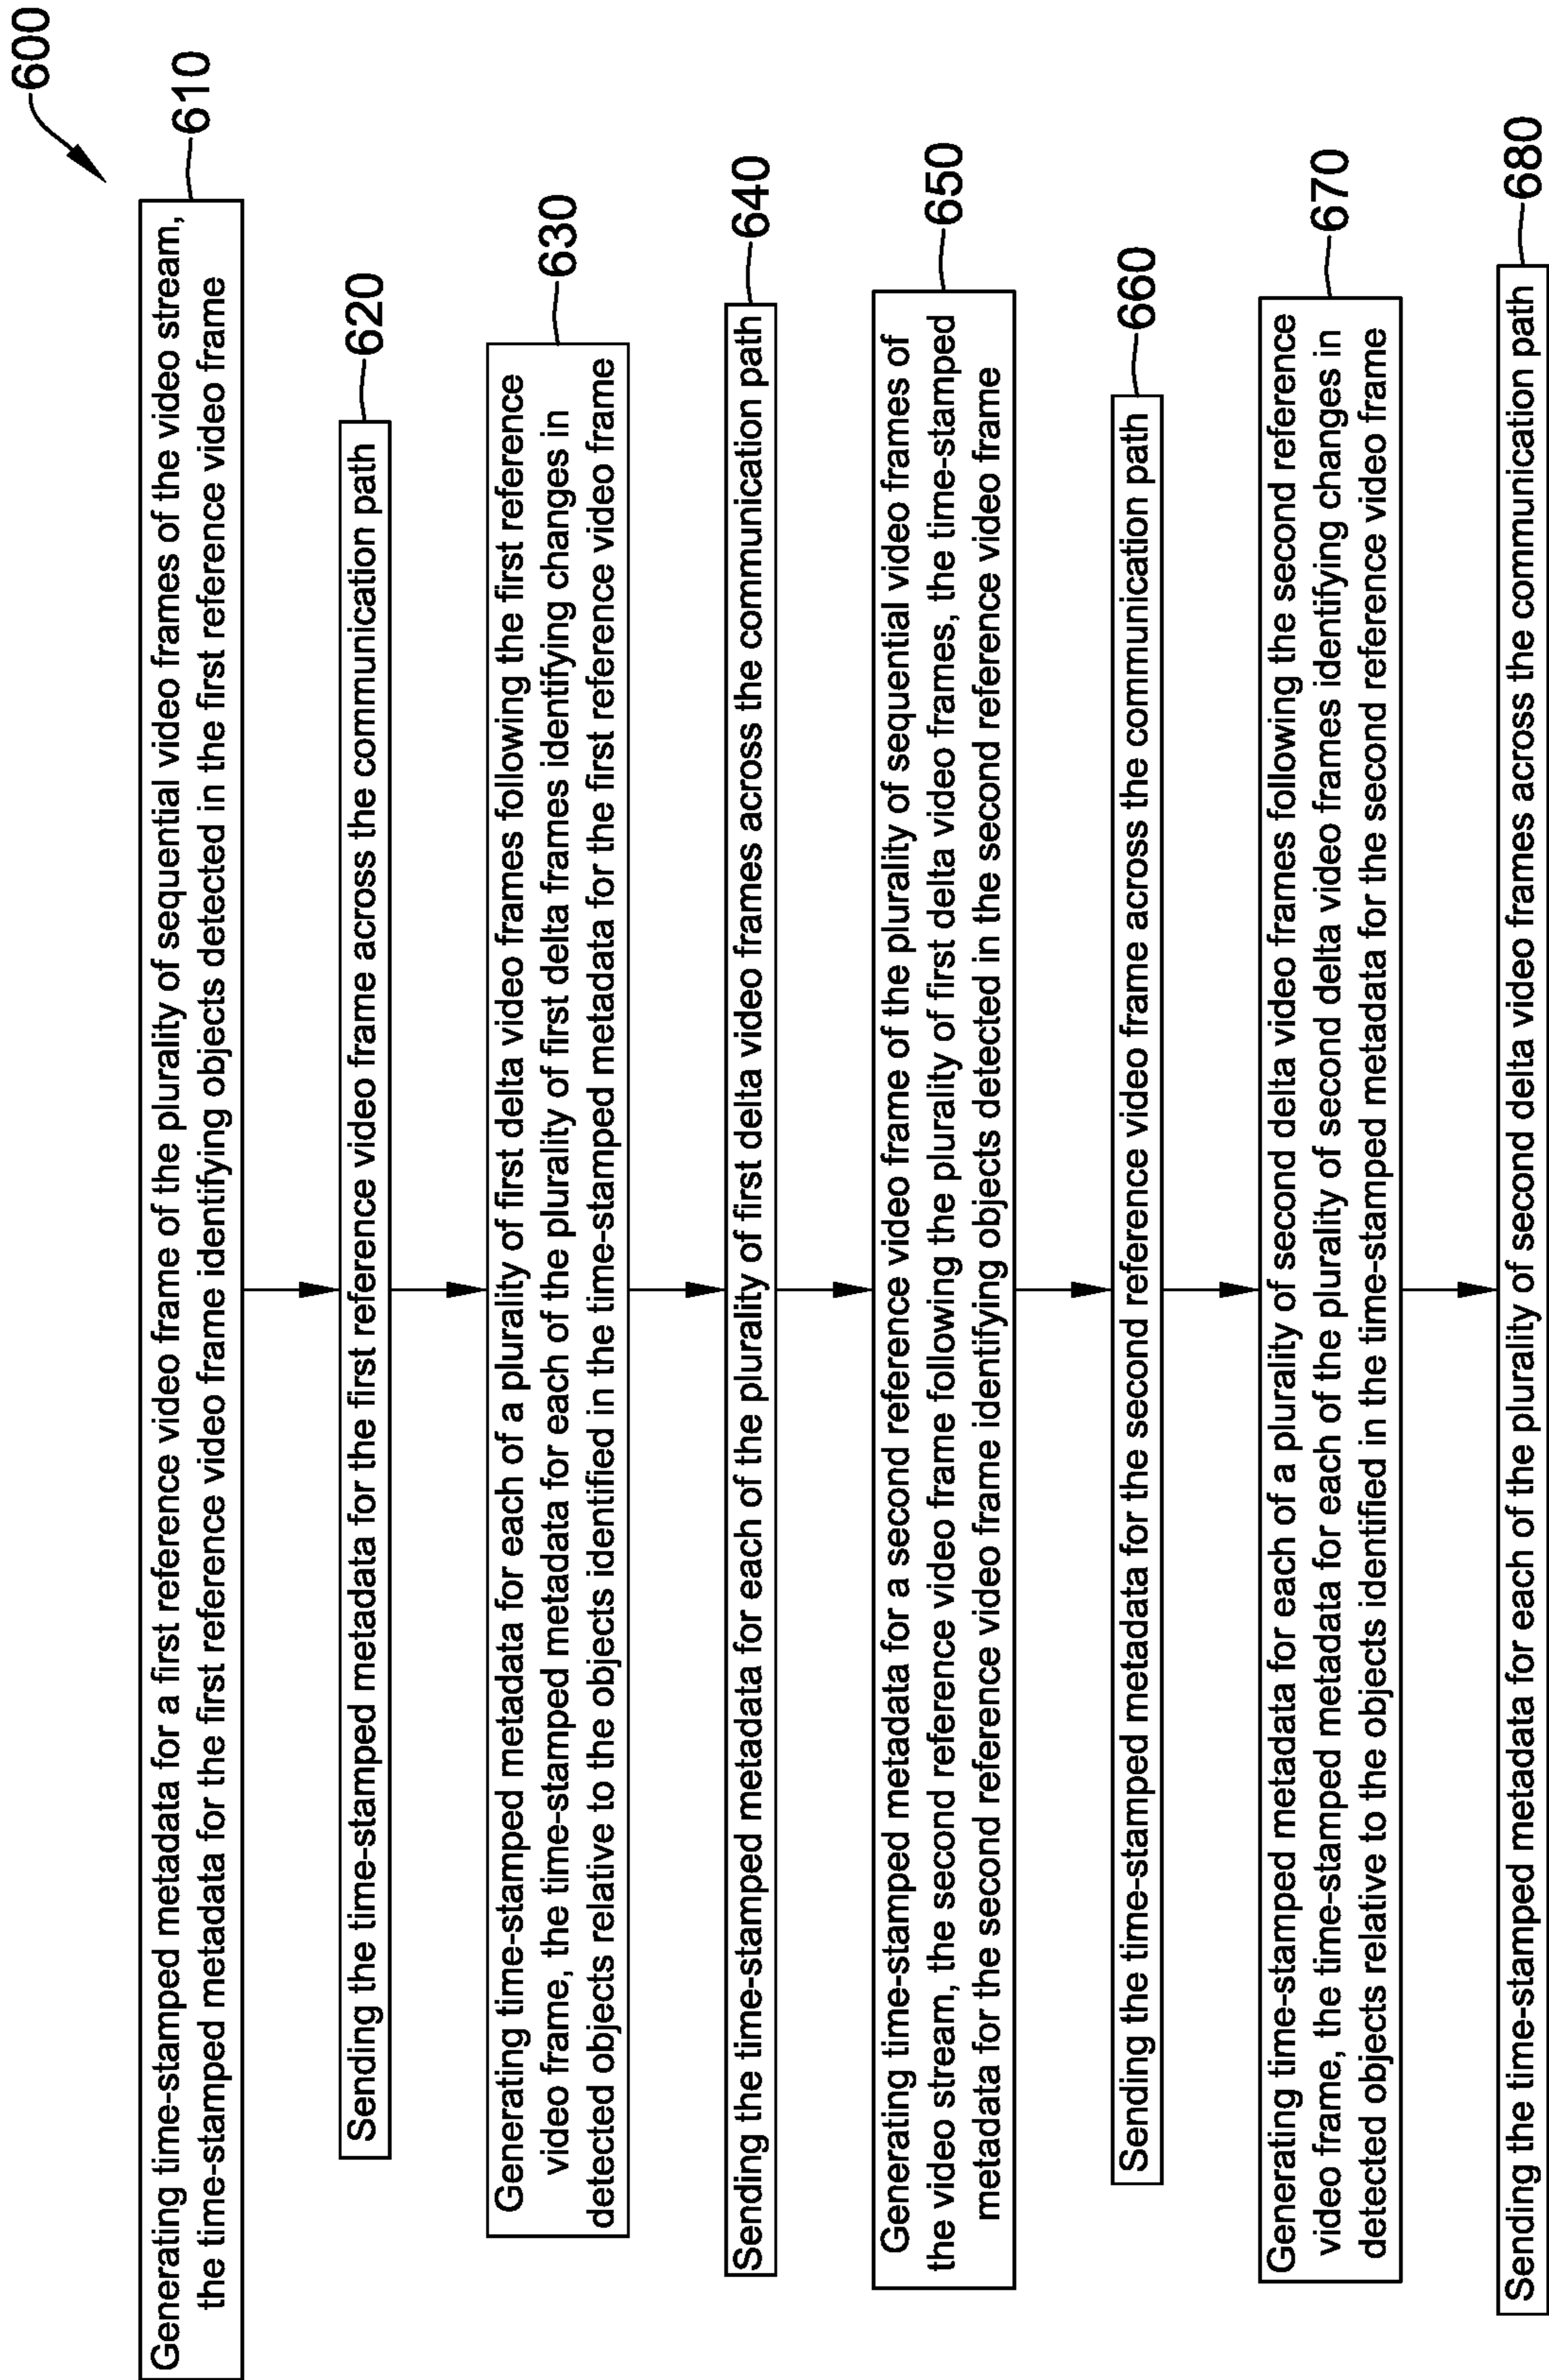 600
Generating time-stamped metadata for a first reference video frame of the plurality of sequential video frames of the video stream,
the time-stamped metadata for the first reference video frame identifying objects detected in the first reference video frame
610
Sending the time-stamped metadata for the first reference video frame across the communication path
620
Generating time-stamped metadata for each of a plurality of first delta video frames following the first reference
video frame, the time-stamped metadata for each of the plurality of first delta frames identifying changes in
detected objects relative to the objects identified in the time-stamped metadata for the first reference video frame
630
Sending the time-stamped metadata for each of the plurality of first delta video frames across the communication path
640
Generating time-stamped metadata for a second reference video frame of the plurality of sequential video frames of
the video stream, the second reference video frame following the plurality of first delta video frames, the time-stamped
metadata for the second reference video frame identifying objects detected in the second reference video frame
650
Sending the time-stamped metadata for the second reference video frame across the communication path
660
Generating time-stamped metadata for each of a plurality of second delta video frames following the second reference
video frame, the time-stamped metadata for each of the plurality of second delta video frames identifying changes in
detected objects relative to the objects identified in the time-stamped metadata for the second reference video frame
670
Sending the time-stamped metadata for each of the plurality of second delta video frames across the communication path
680